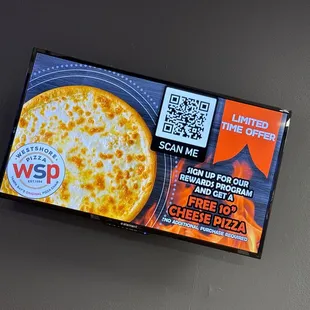 WESTSHORE
PIZZA
wsp
SCAN ME
LIMITED
TIME OFFER
SIGN UP FOR OUR
REWARDS PROGRAM
AND GET A
FREE 10"
CHEESE PIZZA
(NO ADDITIONAL PURCHASE REQUIRED)